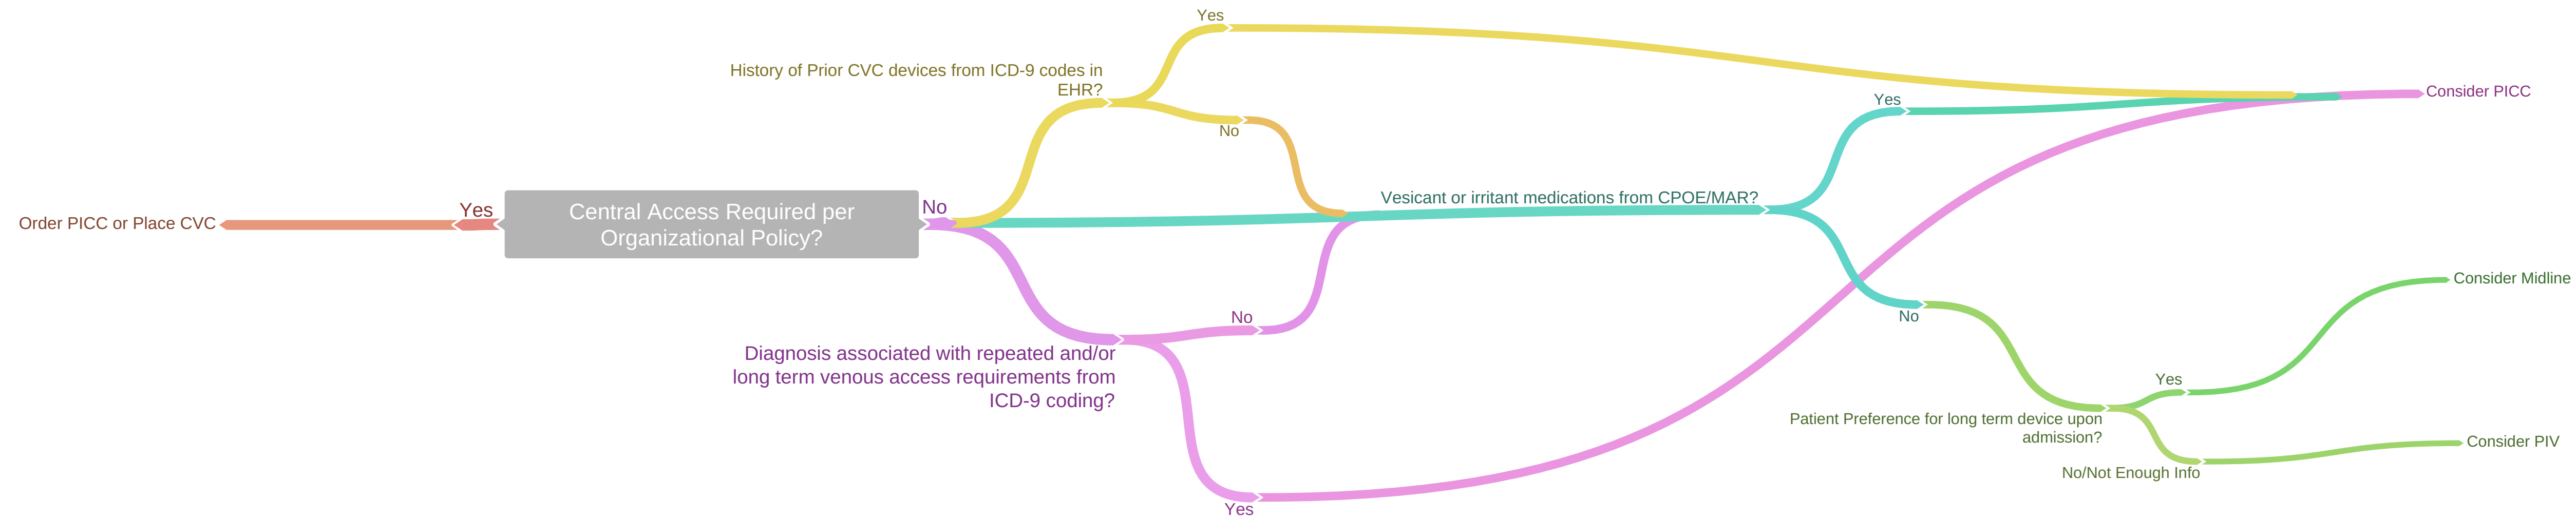 Order PICC or Place CVC
Yes
Central Access Required per
Organizational Policy?
No
History of Prior CVC devices from ICD-9 codes in
EHR?
Yes
No
Diagnosis associated with repeated and/or
long term venous access requirements from
ICD-9 coding?
No
Yes
Vesicant or irritant medications from CPOE/MAR?
Yes
No
Consider PICC
Patient Preference for long term device upon
admission?
Yes
No/Not Enough Info
Consider Midline
Consider PIV